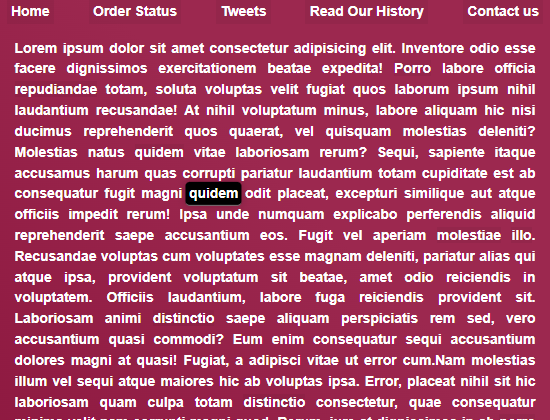 Home Order Status Tweets Read Our History Contact us
Lorem ipsum dolor sit amet consectetur adipisicing elit. Inventore odio esse
facere dignissimos exercitationem beatae expedita! Porro labore officia
repudiandae totam, soluta voluptas velit fugiat quos laborum ipsum nihil
laudantium recusandae! At nihil voluptatum minus, labore aliquam hic nisi
ducimus reprehenderit quos quaerat, vel quisquam molestias deleniti?
Molestias natus quidem vitae laboriosam rerum? Sequi, sapiente itaque
accusamus harum quas corrupti pariatur laudantium totam cupiditate est ab
consequatur fugit magni quidem odit placeat, excepturi similique aut atque
officiis impedit rerum! Ipsa unde numquam explicabo perferendis aliquid
reprehenderit saepe accusantium eos. Fugit vel aperiam molestiae illo.
Recusandae voluptas cum voluptates esse magnam deleniti, pariatur alias qui
atque ipsa, provident voluptatum sit beatae, amet odio reiciendis in
voluptatem. Officiis laudantium, labore fuga reiciendis provident sit.
Laboriosam animi distinctio saepe aliquam perspiciatis rem sed, vero
accusantium quasi commodi? Eum enim consequatur sequi accusantium
dolores magni at quasi! Fugiat, a adipisci vitae ut error cum.Nam molestias
illum vel sequi atque maiores hic ab voluptas ipsa. Error, placeat nihil sit hic
laboriosam quam culpa totam distinctio consectetur, quae consequatur